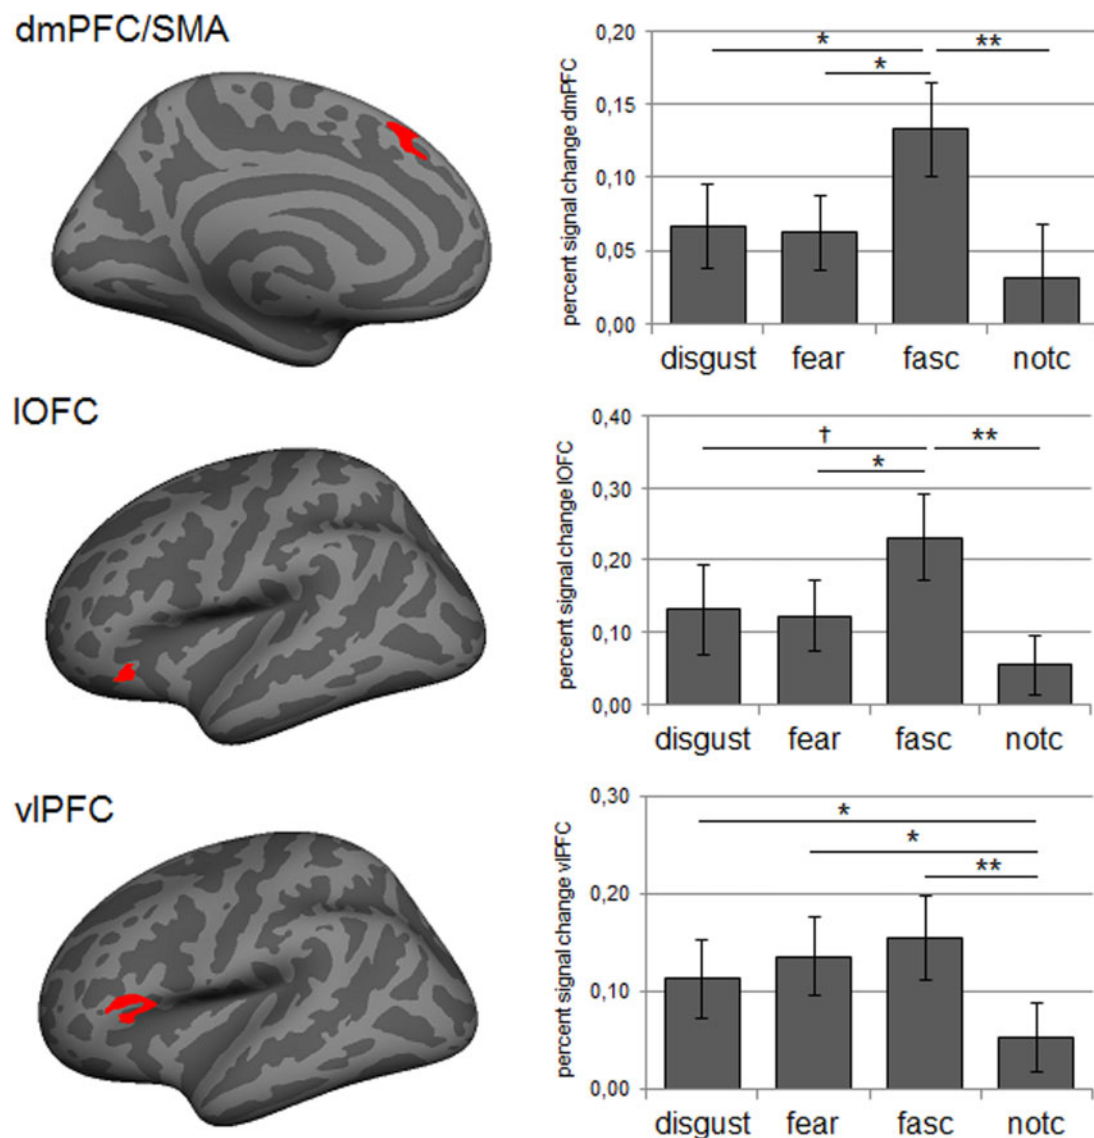 dmPFC/SMA
percent signal change dmPFC
0,20
0,15
0,10
0,05
0,00
*
**
*
disgust fear fasc notc
lOFC
percent signal change lOFC
0,40
0,30
0,20
0,10
0,00
†
**
*
disgust fear fasc notc
vlPFC
percent signal change vlPFC
0,30
0,20
0,10
0,00
*
*
**
disgust fear fasc notc